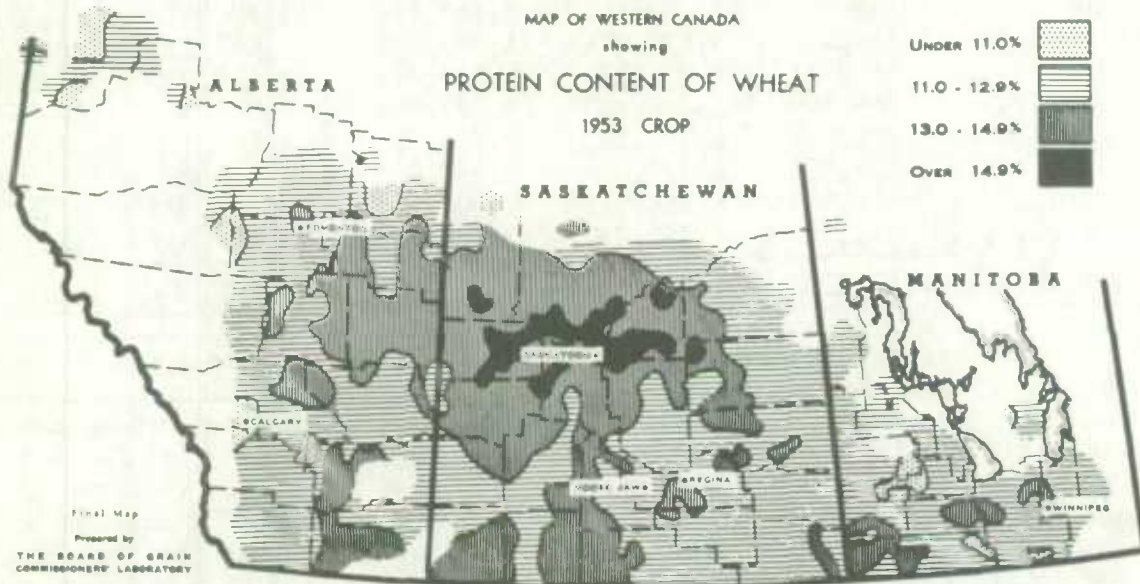 MAP OF WESTERN CANADA
showing
PROTEIN CONTENT OF WHEAT
1953 CROP
UNDER 11.0%
11.0 - 12.9%
13.0 - 14.9%
OVER 14.9%
ALBERTA
SASKATCHEWAN
MANITOBA
EDMONTON
SASKATOON
CALGARY
MOOSE JAW
REGINA
WINNIPEG
Final Map
Prepared by
THE BOARD OF GRAIN
COMMISSIONERS' LABORATORY